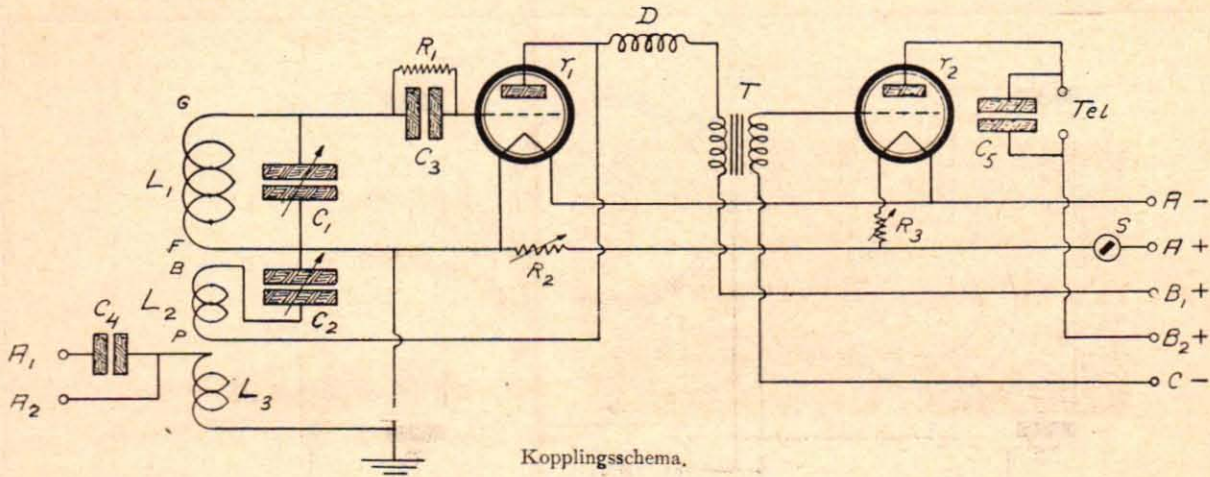 D
R₁
r₁
r₂
T
Tel
G
C₃
C₅
L₁
C₁
A -
R₃
S
F
R₂
A +
B
L₂
C₂
B₁ +
C₄
P
B₂ +
A₁
L₃
C -
A₂
Kopplingsschema.